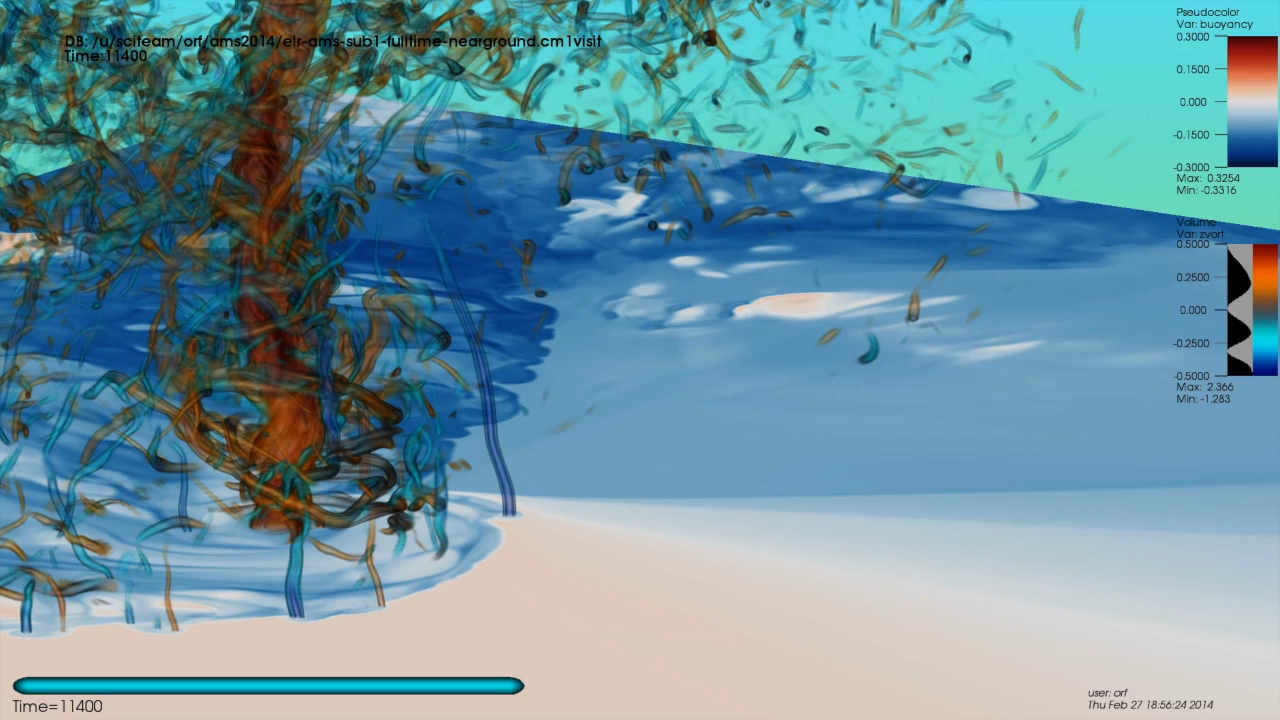 DB: /u/sciteam/orf/ams2014/elr-ams-sub1-fulltime-nearground.cm1visit
Time:11400
Pseudocolor
Var: buoyancy
0.3000
0.1500
0.000
-0.1500
-0.3000
Max: 0.3254
Min: -0.3316
Volume
Var: zvort
0.5000
0.2500
0.000
-0.2500
-0.5000
Max: 2.366
Min: -1.283
Time=11400
user: orf
Thu Feb 27 18:56:24 2014